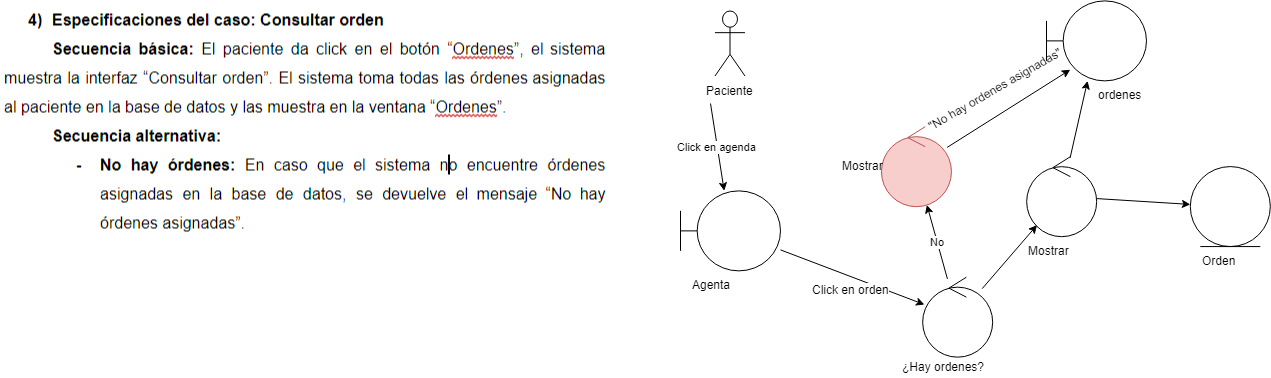 4) Especificaciones del caso: Consultar orden
Secuencia básica: El paciente da click en el botón “Ordenes”, el sistema
muestra la interfaz “Consultar orden”. El sistema toma todas las órdenes asignadas
al paciente en la base de datos y las muestra en la ventana “Ordenes”.
Secuencia alternativa:
- No hay órdenes: En caso que el sistema no encuentre órdenes
asignadas en la base de datos, se devuelve el mensaje “No hay
órdenes asignadas”.
Paciente
Click en agenda
Agenta
Click en orden
¿Hay ordenes?
No
Mostrar
"No hay ordenes asignadas"
ordenes
Mostrar
Orden